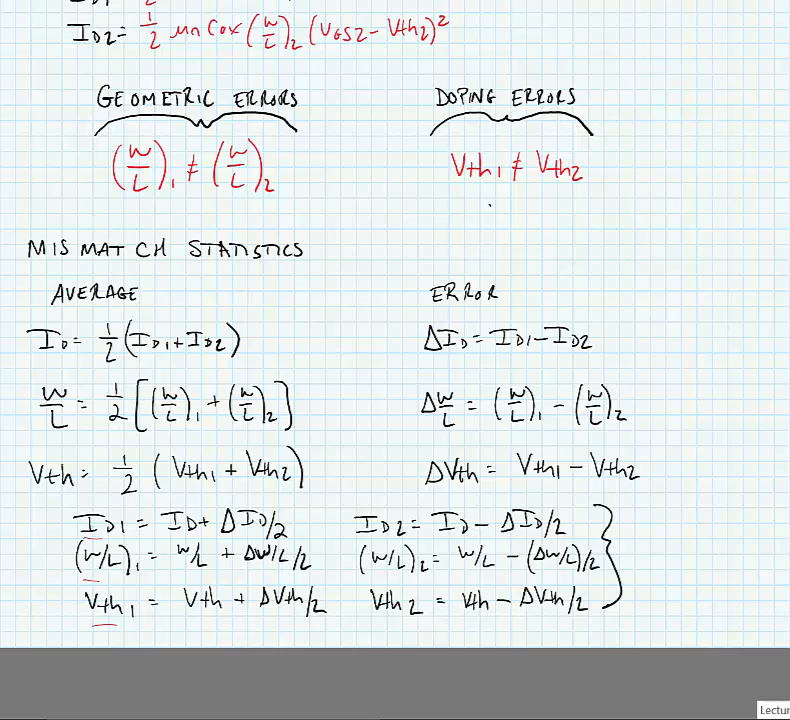 ID2 = 1/2 μnCox (W/L)2 (VGS2 - Vth2)^2
GEOMETRIC ERRORS DOPING ERRORS
(W/L)1 ≠ (W/L)2 Vth1 ≠ Vth2
MISMATCH STATISTICS
AVERAGE ERROR
ID = 1/2 (ID1 + ID2) ΔID = ID1 - ID2
W/L = 1/2 [(W/L)1 + (W/L)2] ΔW/L = (W/L)1 - (W/L)2
Vth = 1/2 (Vth1 + Vth2) ΔVth = Vth1 - Vth2
ID1 = ID + ΔID/2 ID2 = ID - ΔID/2
(W/L)1 = W/L + ΔW/L/2 (W/L)2 = W/L - (ΔW/L)/2
Vth1 = Vth + ΔVth/2 Vth2 = Vth - ΔVth/2
Lectur